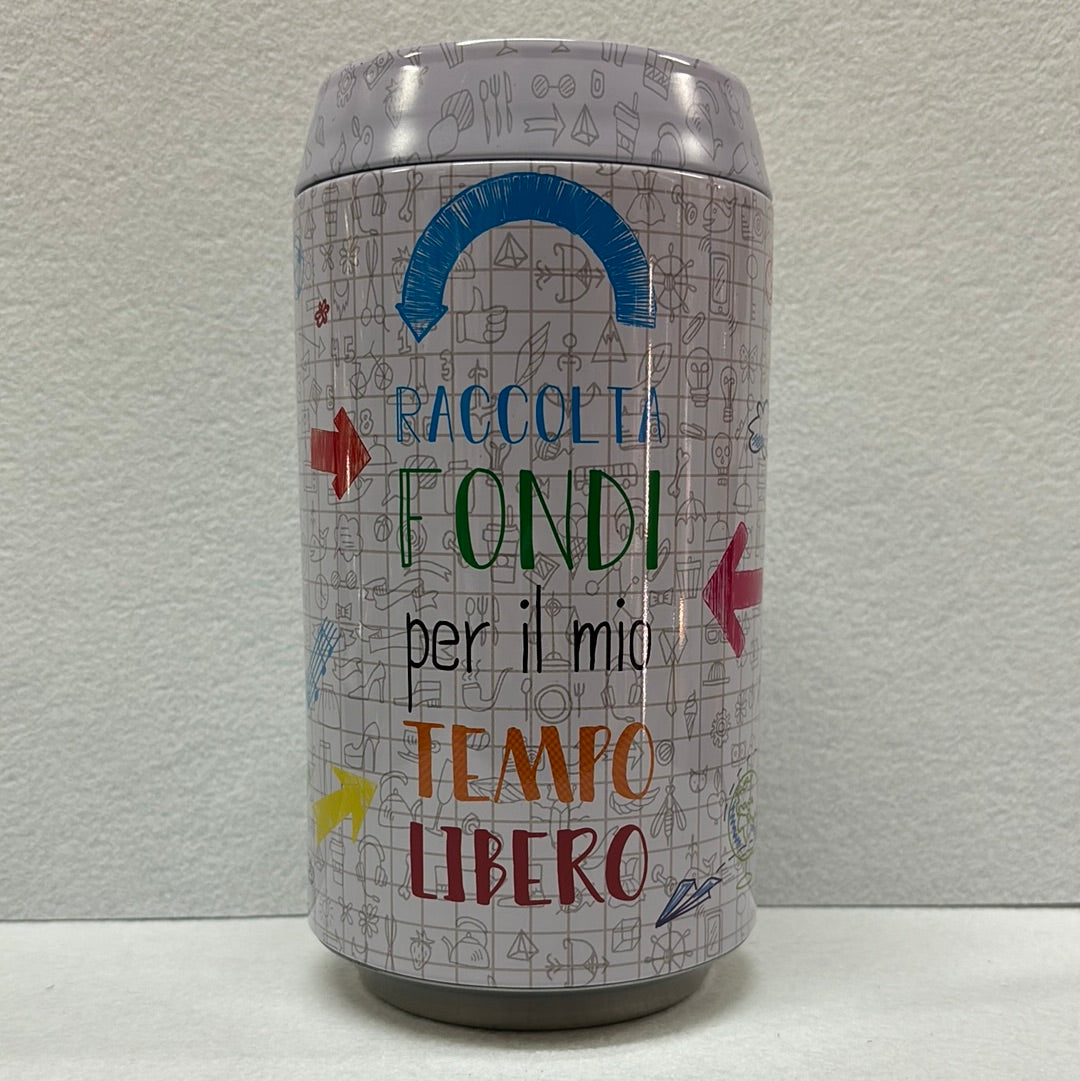 RACCOLTA
FONDI
per il mio
TEMPO
LIBERO